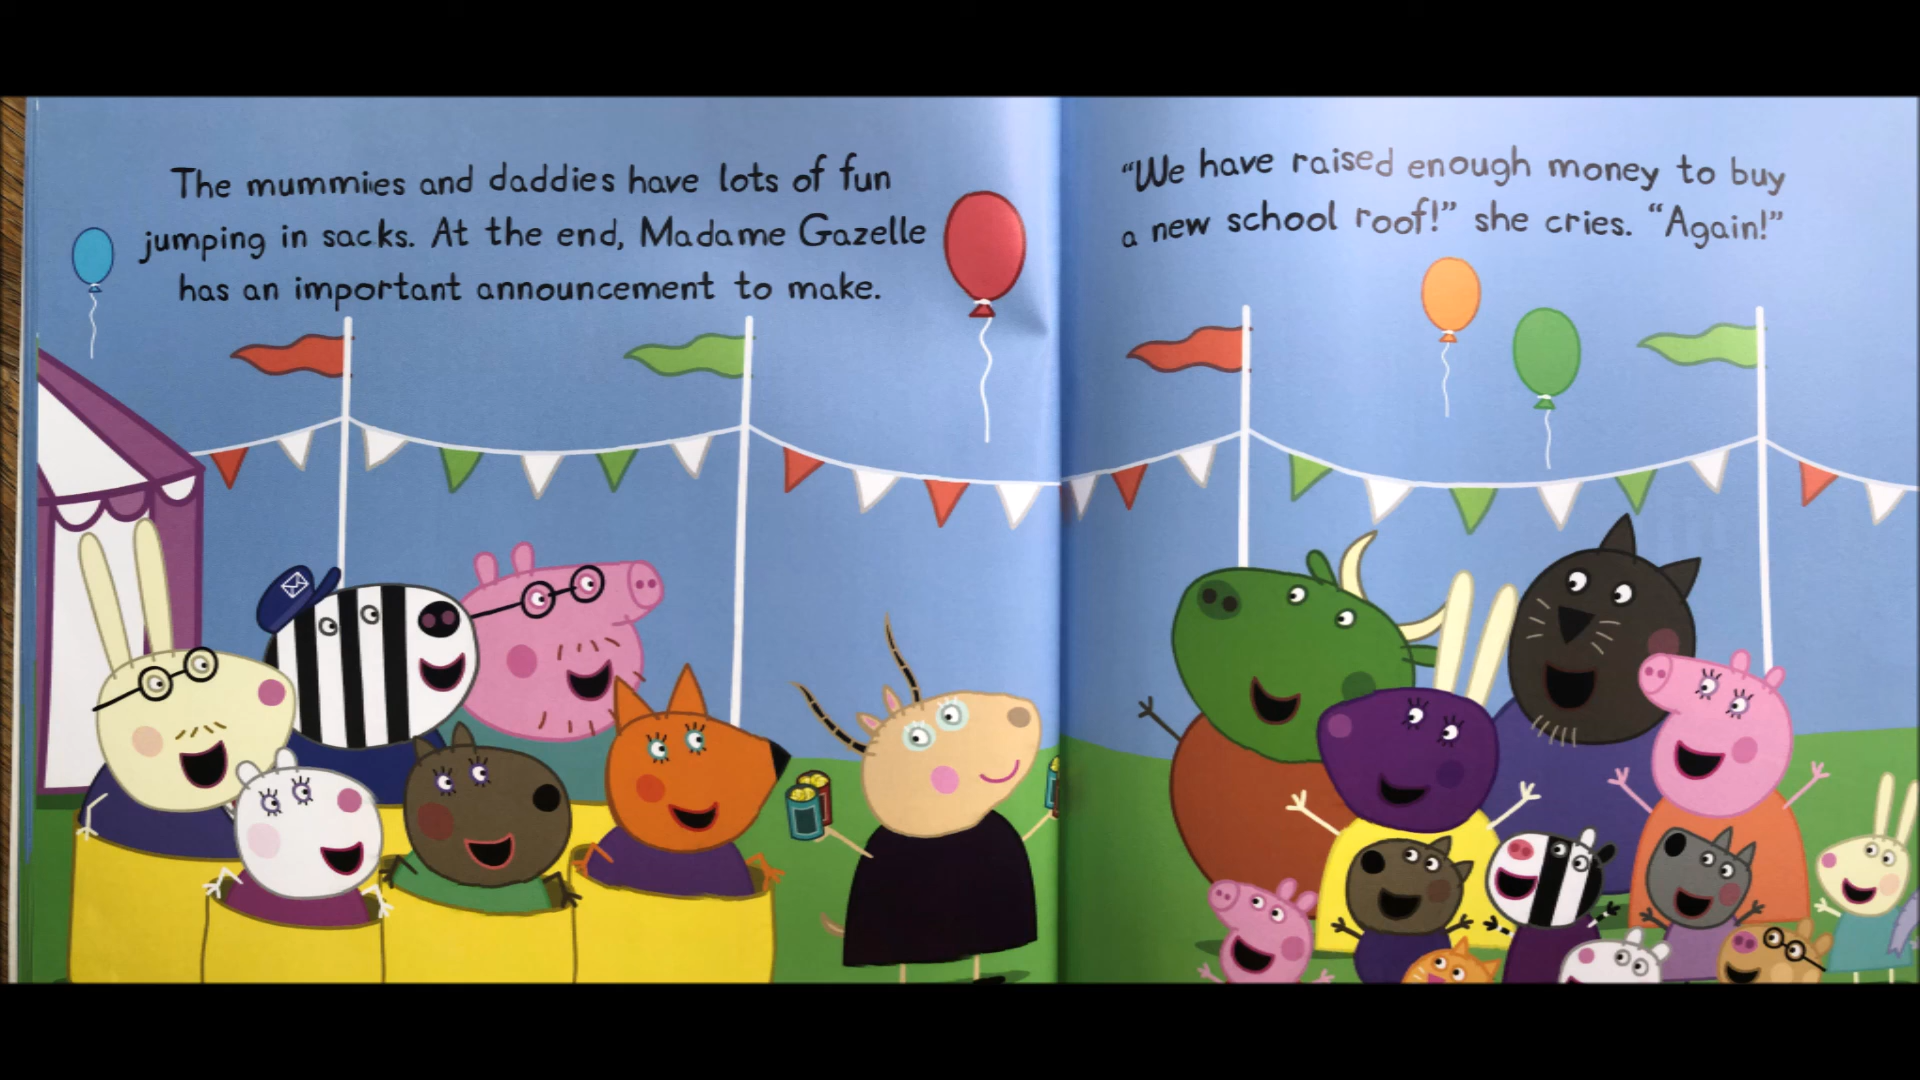 The mummies and daddies have lots of fun
jumping in sacks. At the end, Madame Gazelle
has an important announcement to make.
“We have raised enough money to buy
a new school roof!” she cries. “Again!”